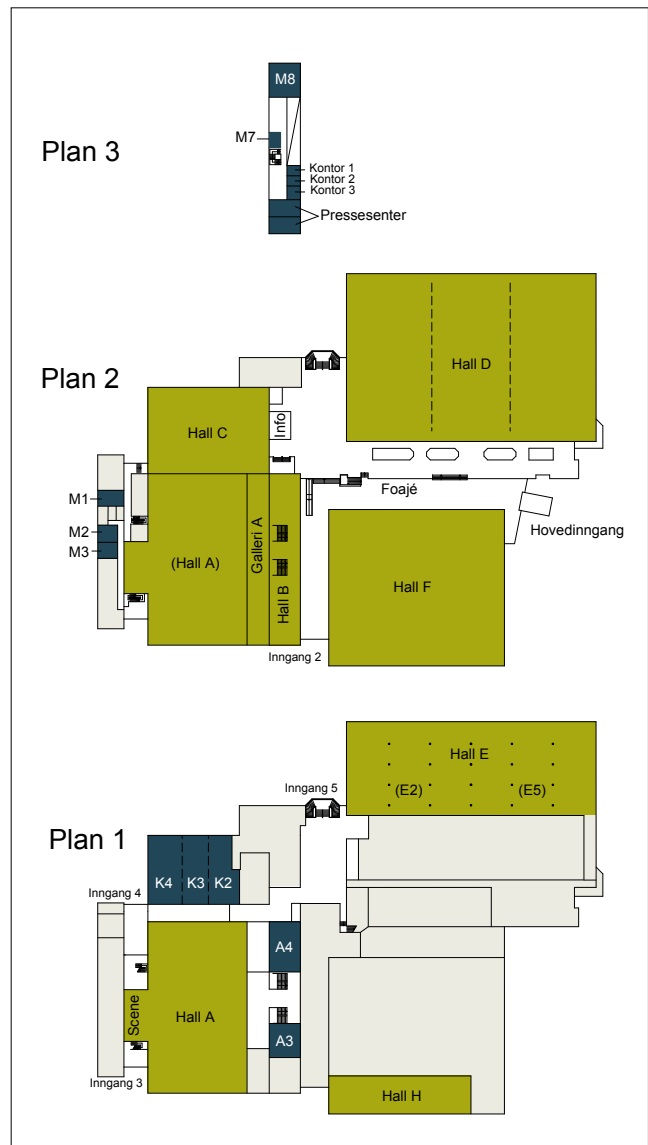 M8
Plan 3
M7
Kontor 1
Kontor 2
Kontor 3
Pressesenter
Plan 2
Hall D
Hall C
Info
Foajé
M1
M2
M3
(Hall A)
Galleri A
Hall B
Hall F
Hovedinngang
Inngang 2
Plan 1
Hall E
(E2)
(E5)
Inngang 5
K4
K3
K2
Inngang 4
A4
Scene
Hall A
A3
Inngang 3
Hall H